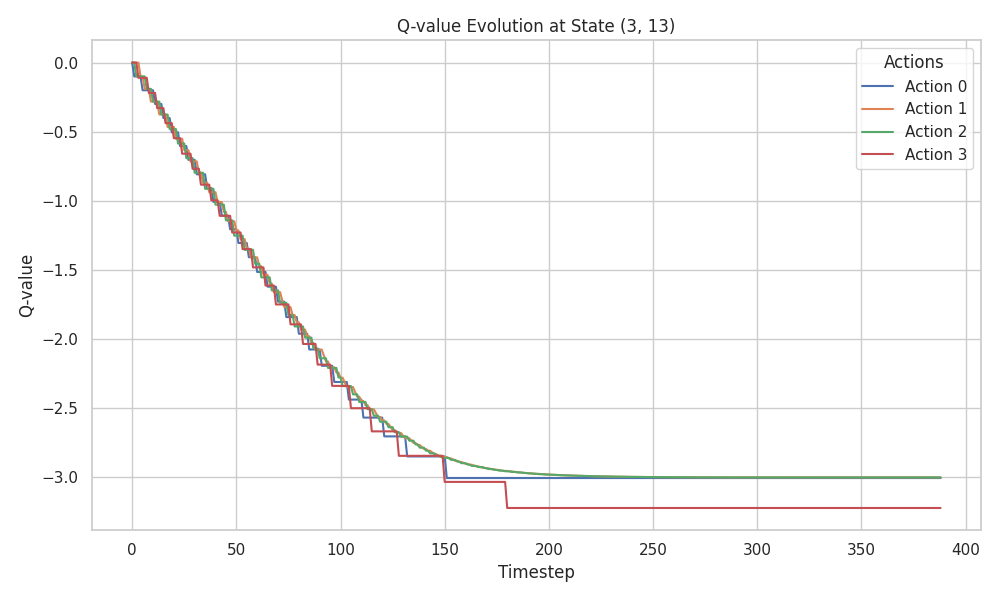 Q-value Evolution at State (3, 13)
Actions
Action 0
Action 1
Action 2
Action 3
Q-value
0.0
−0.5
−1.0
−1.5
−2.0
−2.5
−3.0
0 50 100 150 200 250 300 350 400
Timestep